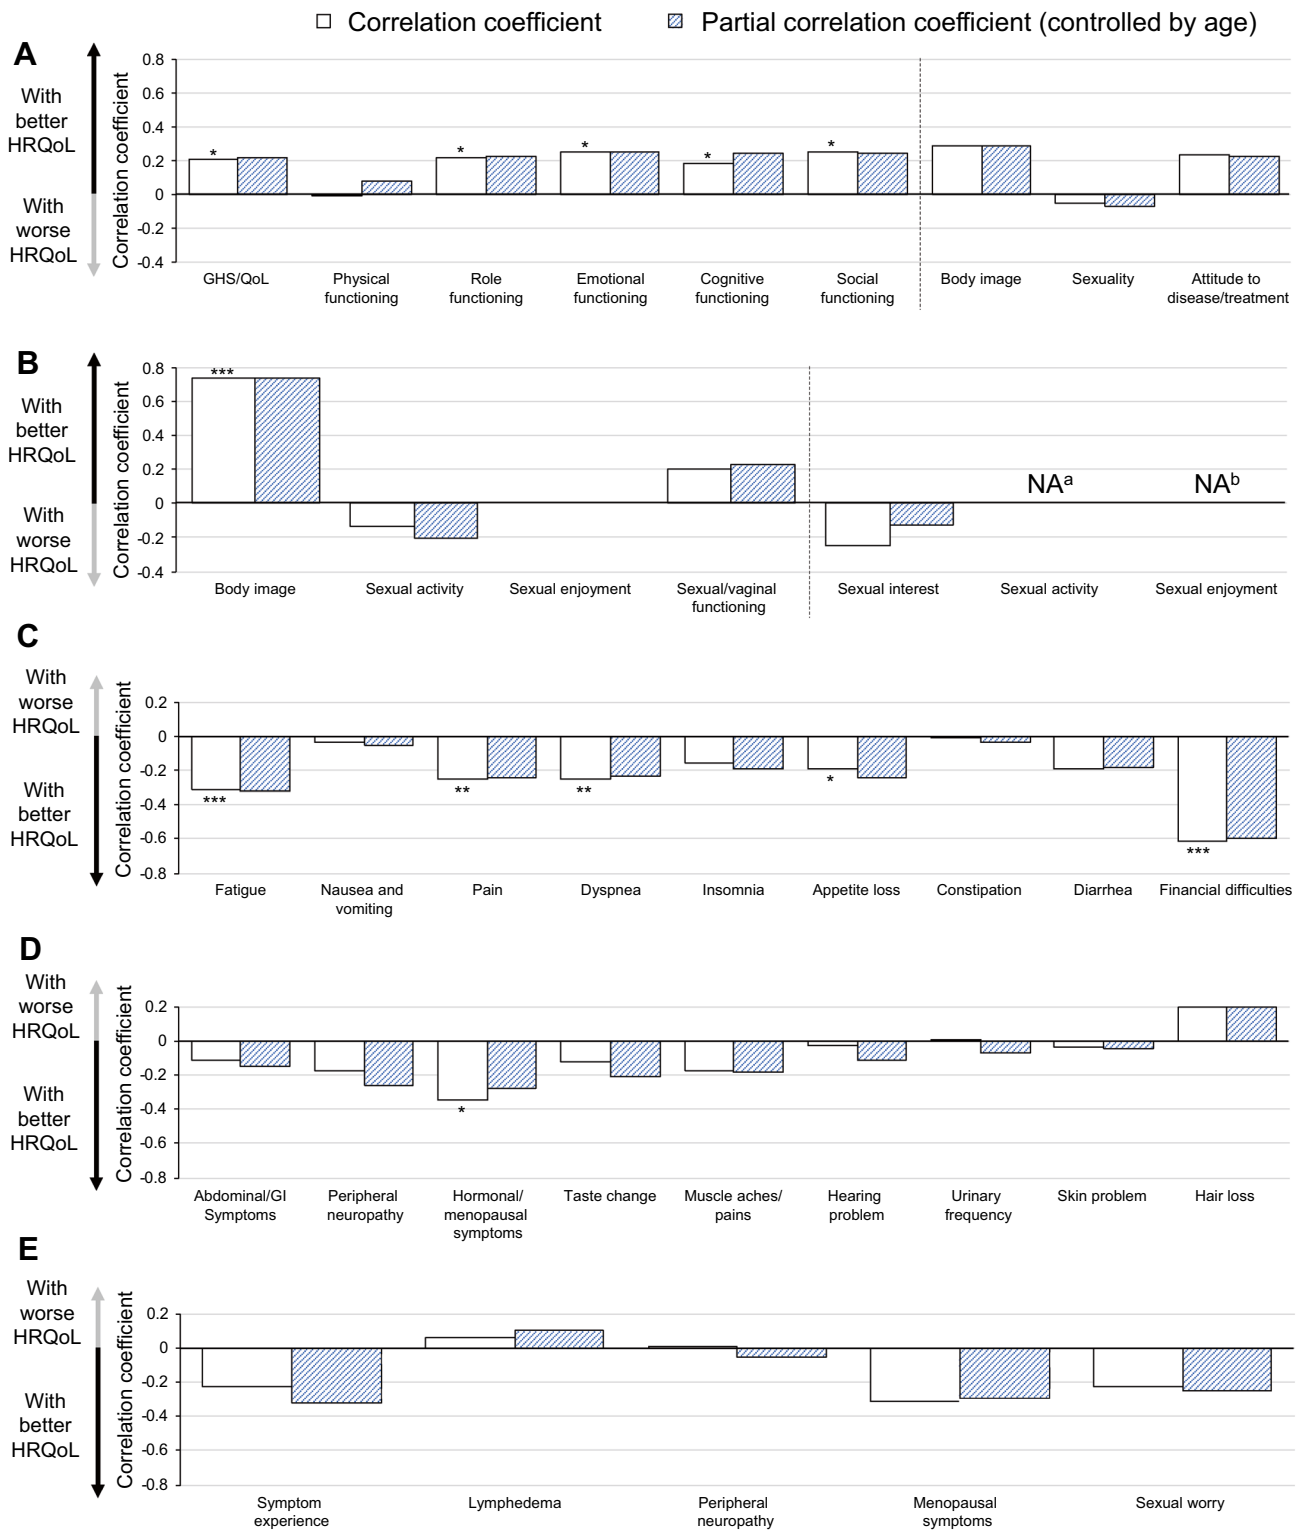 Correlation coefficient
Partial correlation coefficient (controlled by age)
A
With
better
HRQoL
With
worse
HRQoL
Correlation coefficient
0.8
0.6
0.4
0.2
0
-0.2
-0.4
*
*
*
*
*
GHS/QoL
Physical
functioning
Role
functioning
Emotional
functioning
Cognitive
functioning
Social
functioning
Body image
Sexuality
Attitude to
disease/treatment
B
With
better
HRQoL
With
worse
HRQoL
Correlation coefficient
0.8
0.6
0.4
0.2
0
-0.2
-0.4
***
NAᵃ
NAᵇ
Body image
Sexual activity
Sexual enjoyment
Sexual/vaginal
functioning
Sexual interest
Sexual activity
Sexual enjoyment
C
With
worse
HRQoL
With
better
HRQoL
Correlation coefficient
0.2
0
-0.2
-0.4
-0.6
-0.8
***
**
**
*
***
Fatigue
Nausea and
vomiting
Pain
Dyspnea
Insomnia
Appetite loss
Constipation
Diarrhea
Financial difficulties
D
With
worse
HRQoL
With
better
HRQoL
Correlation coefficient
0.2
0
-0.2
-0.4
-0.6
-0.8
*
Abdominal/GI
Symptoms
Peripheral
neuropathy
Hormonal/
menopausal
symptoms
Taste change
Muscle aches/
pains
Hearing
problem
Urinary
frequency
Skin problem
Hair loss
E
With
worse
HRQoL
With
better
HRQoL
Correlation coefficient
0.2
0
-0.2
-0.4
-0.6
-0.8
Symptom
experience
Lymphedema
Peripheral
neuropathy
Menopausal
symptoms
Sexual worry